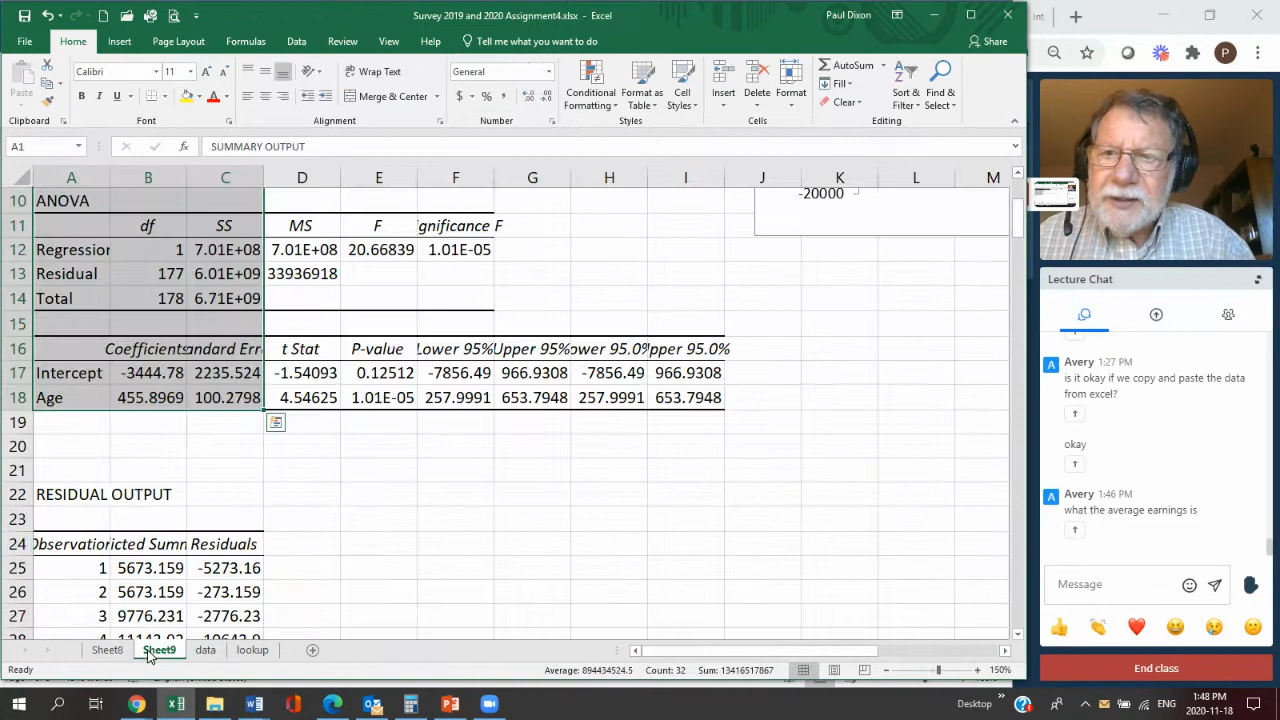 Survey 2019 and 2020 Assignment4.xlsx - Excel
Paul Dixon
File Home Insert Page Layout Formulas Data Review View Help Tell me what you want to do Share
Paste
Calibri 11
B I U
Wrap Text
Merge & Center
General
$ % ,
Conditional Formatting
Format as Table
Cell Styles
Insert Delete Format
AutoSum
Fill
Clear
Sort & Filter
Find & Select
Clipboard Font Alignment Number Styles Cells Editing
A1 fx SUMMARY OUTPUT
A B C D E F G H I J K L M
-20000
10 ANOVA
11 df SS MS F gnificance F
12 Regression 1 7.01E+08 7.01E+08 20.66839 1.01E-05
13 Residual 177 6.01E+09 33936918
14 Total 178 6.71E+09
15
16 Coefficients andard Erro t Stat P-value Lower 95% Upper 95% ower 95.0% pper 95.0%
17 Intercept -3444.78 2235.524 -1.54093 0.12512 -7856.49 966.9308 -7856.49 966.9308
18 Age 455.8969 100.2798 4.54625 1.01E-05 257.9991 653.7948 257.9991 653.7948
19
20
21
22 RESIDUAL OUTPUT
23
24 Observation icted Summ Residuals
25 1 5673.159 -5273.16
26 2 5673.159 -273.159
27 3 9776.231 -2776.23
Sheet8 Sheet9 data lookup
Ready Average: 894434524.5 Count: 32 Sum: 13416517867 150%
P
Lecture Chat
A Avery 1:27 PM
is it okay if we copy and paste the data
from excel?
okay
A Avery 1:46 PM
what the average earnings is
Message
End class
Desktop ENG
1:48 PM
2020-11-18